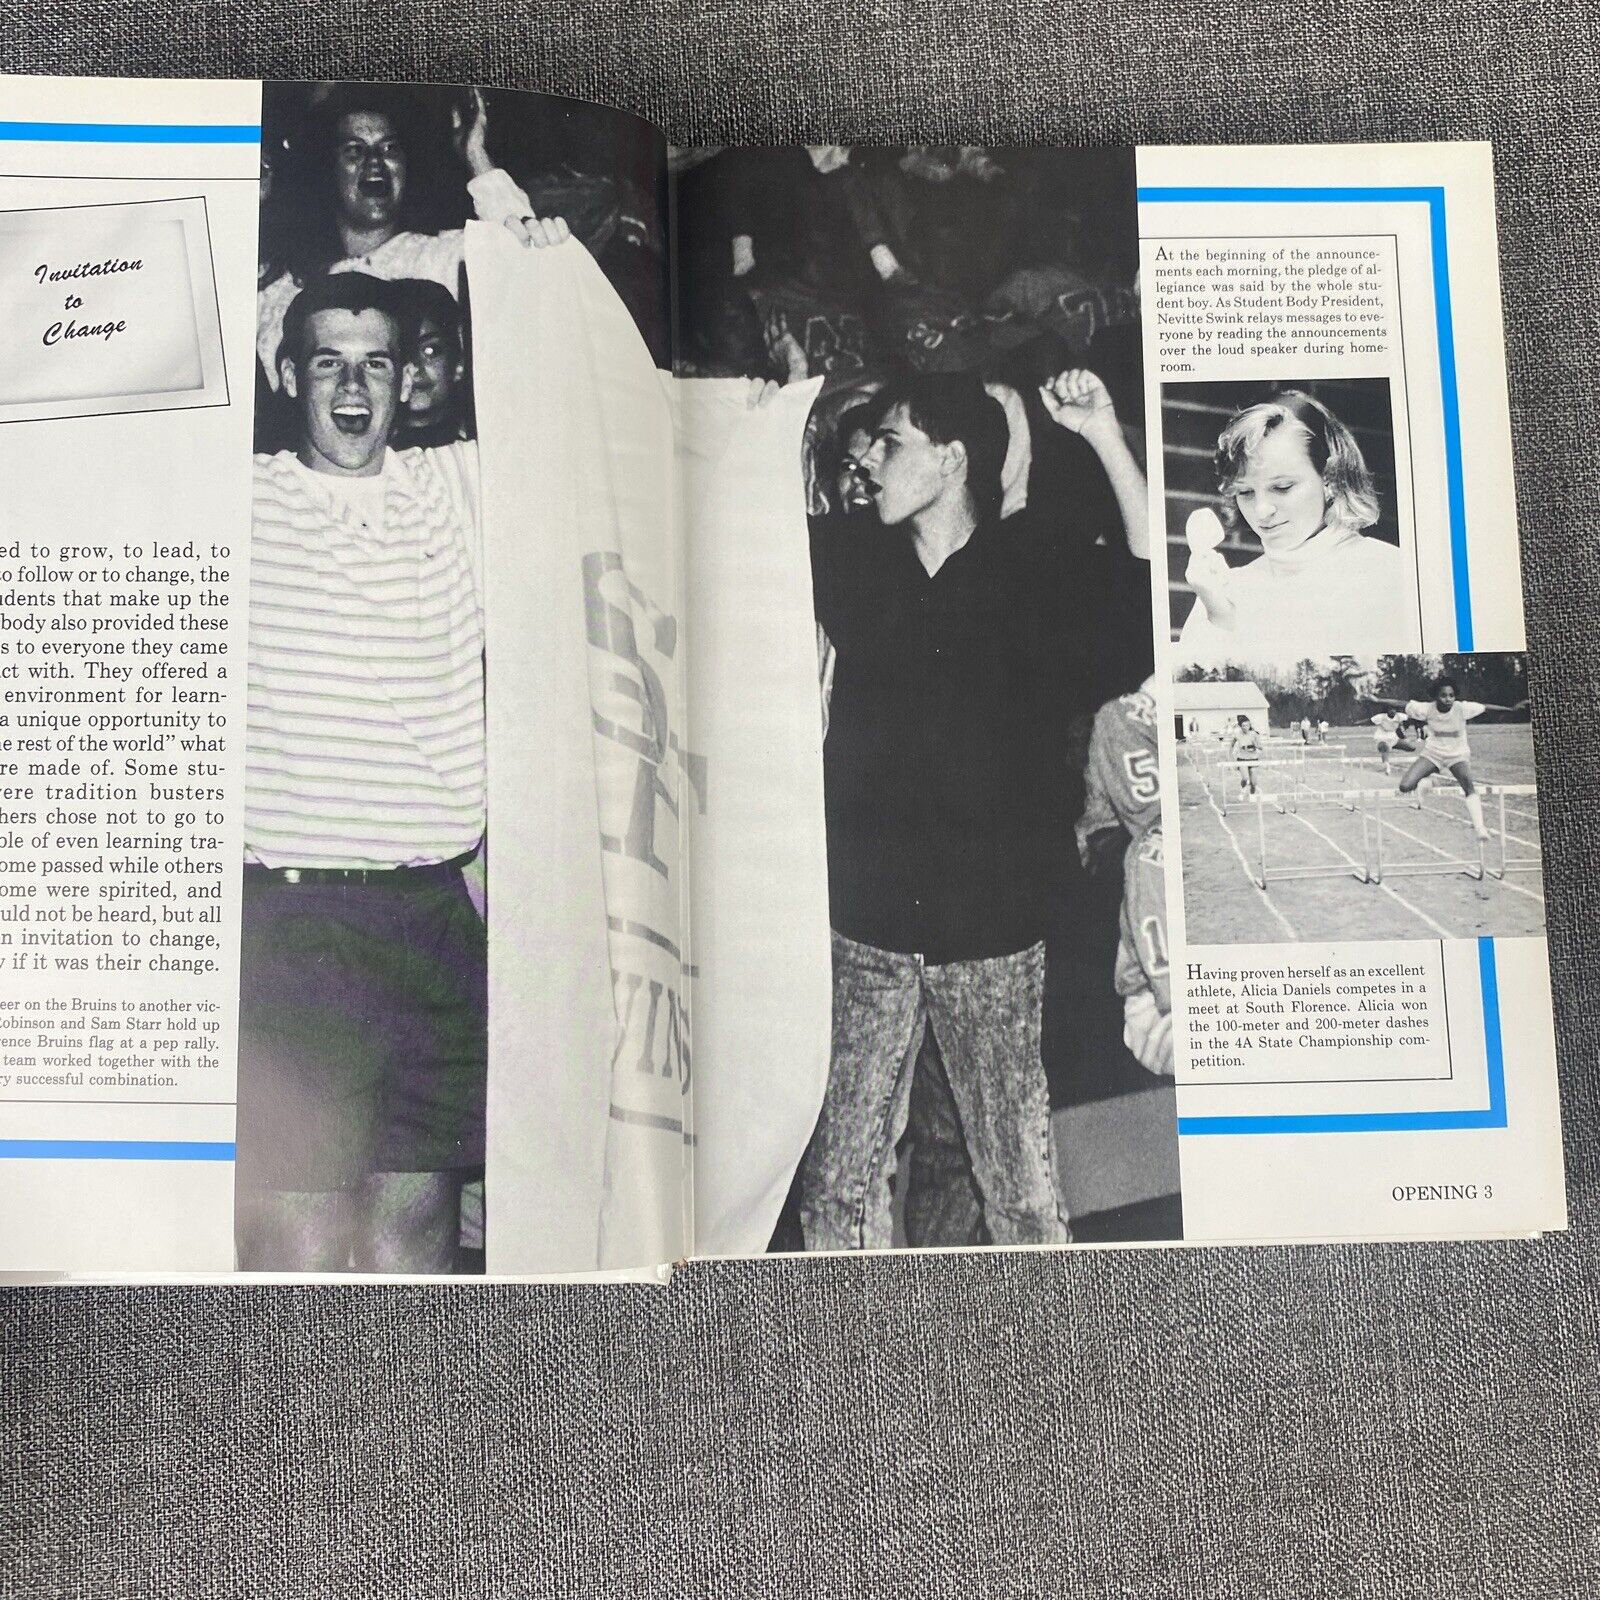 Invitation
to
Change
ed to grow, to lead, to
to follow or to change, the
udents that make up the
body also provided these
s to everyone they came
act with. They offered a
environment for learn-
a unique opportunity to
e rest of the world" what
re made of. Some stu-
vere tradition busters
hers chose not to go to
ple of even learning tra-
ome passed while others
ome were spirited, and
uld not be heard, but all
n invitation to change,
y if it was their change.
eer on the Bruins to another vic-
Robinson and Sam Starr hold up
rence Bruins flag at a pep rally.
team worked together with the
ry successful combination.
At the beginning of the announce-
ments each morning, the pledge of al-
legiance was said by the whole stu-
dent boy. As Student Body President,
Nevitte Swink relays messages to eve-
ryone by reading the announcements
over the loud speaker during home-
room.
5
1
Having proven herself as an excellent
athlete, Alicia Daniels competes in a
meet at South Florence. Alicia won
the 100-meter and 200-meter dashes
in the 4A State Championship com-
petition.
OPENING 3